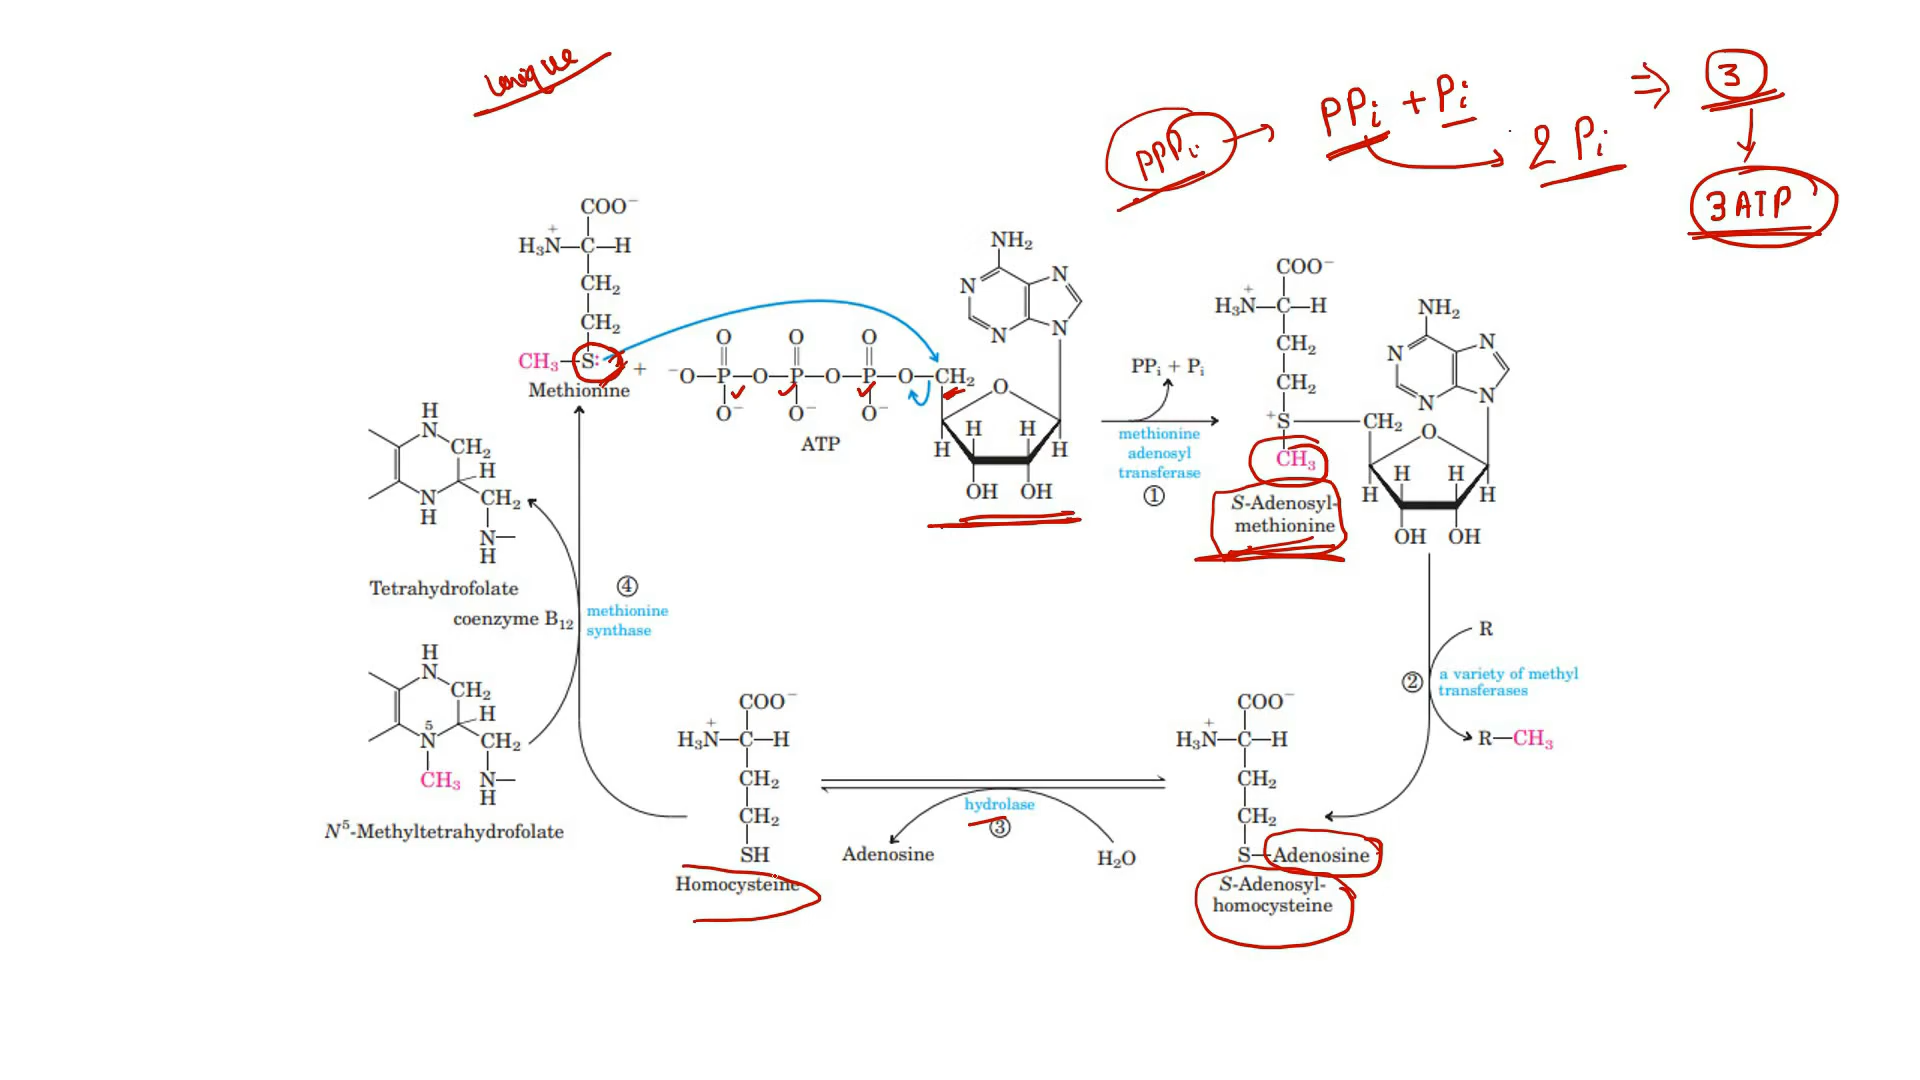 unique
PPPi → PPi + Pi ⇒ 3
2 Pi
3 ATP
COO⁻
H₃N⁺—C—H
CH₂
CH₂
CH₃—S: +
Methionine
NH₂
N N
N N
O O O
⁻O—P—O—P—O—P—O—CH₂ O
O⁻ O⁻ O⁻
H H H H
OH OH
ATP
PPᵢ + Pᵢ
methionine
adenosyl
transferase
①
COO⁻
H₃N⁺—C—H
CH₂
CH₂
⁺S—CH₂ O
CH₃
NH₂
N N
N N
H H H H
OH OH
S-Adenosyl-
methionine
R
② a variety of methyl
transferases
R—CH₃
COO⁻
H₃N⁺—C—H
CH₂
CH₂
S—Adenosine
S-Adenosyl-
homocysteine
hydrolase
③
Adenosine
H₂O
COO⁻
H₃N⁺—C—H
CH₂
CH₂
SH
Homocysteine
④
methionine
synthase
coenzyme B₁₂
H
N CH₂
H
N CH₂
H
N—
H
Tetrahydrofolate
H
N CH₂
5 H
N CH₂
CH₃ N—
H
N⁵-Methyltetrahydrofolate